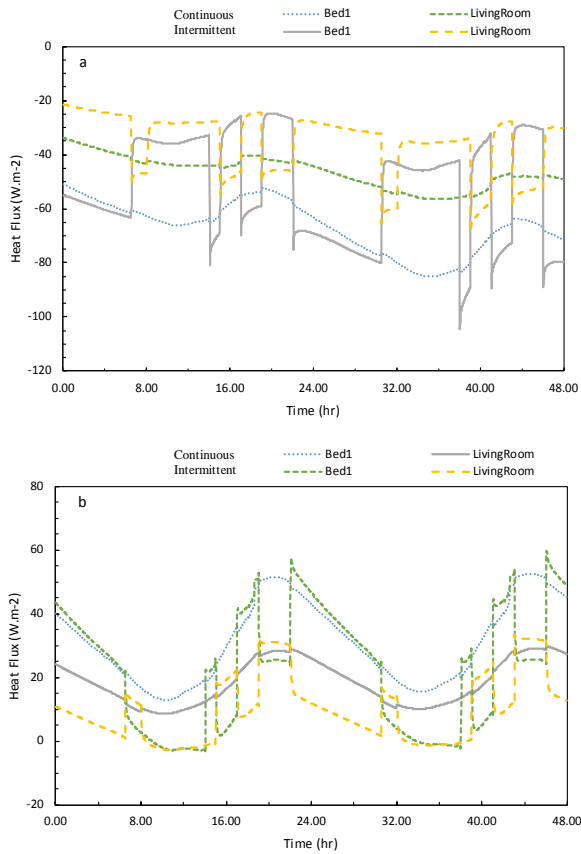 Continuous Bed1 LivingRoom
Intermittent Bed1 LivingRoom
a
0
-20
-40
-60
-80
-100
-120
Heat Flux (W.m-2)
0.00 8.00 16.00 24.00 32.00 40.00 48.00
Time (hr)
Continuous Bed1 LivingRoom
Intermittent Bed1 LivingRoom
b
80
60
40
20
0
-20
Heat Flux (W.m-2)
0.00 8.00 16.00 24.00 32.00 40.00 48.00
Time (hr)